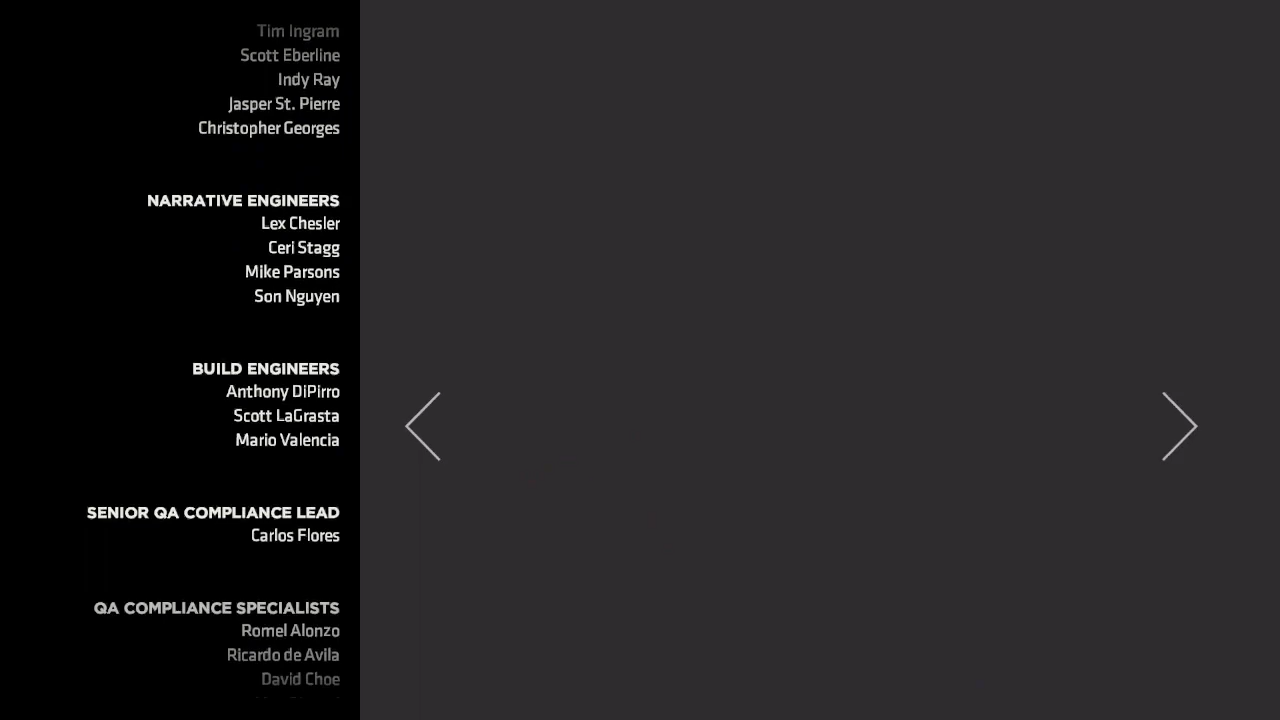 Tim Ingram
Scott Eberline
Indy Ray
Jasper St. Pierre
Christopher Georges
NARRATIVE ENGINEERS
Lex Chesler
Ceri Stagg
Mike Parsons
Son Nguyen
BUILD ENGINEERS
Anthony DiPirro
Scott LaGrasta
Mario Valencia
SENIOR QA COMPLIANCE LEAD
Carlos Flores
QA COMPLIANCE SPECIALISTS
Romel Alonzo
Ricardo de Avila
David Choe